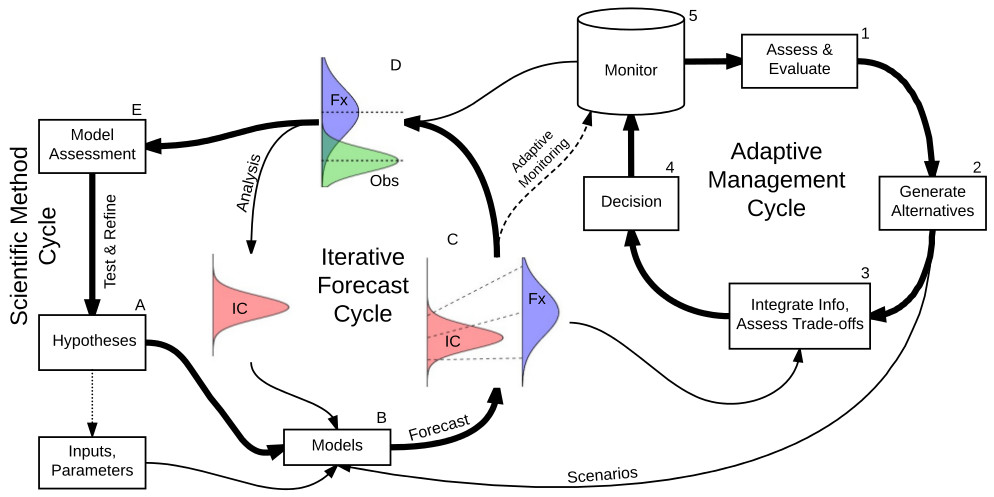 5
1
Monitor
Assess &
Evaluate
D
Fx
Obs
E
Model
Assessment
Analysis
Adaptive
Monitoring
Adaptive
Management
Cycle
4
Decision
2
Generate
Alternatives
Scientific Method
Cycle
Test & Refine
C
Iterative
Forecast
Cycle
IC
IC
Fx
3
Integrate Info,
Assess Trade-offs
A
Hypotheses
B
Models
Forecast
Inputs,
Parameters
Scenarios